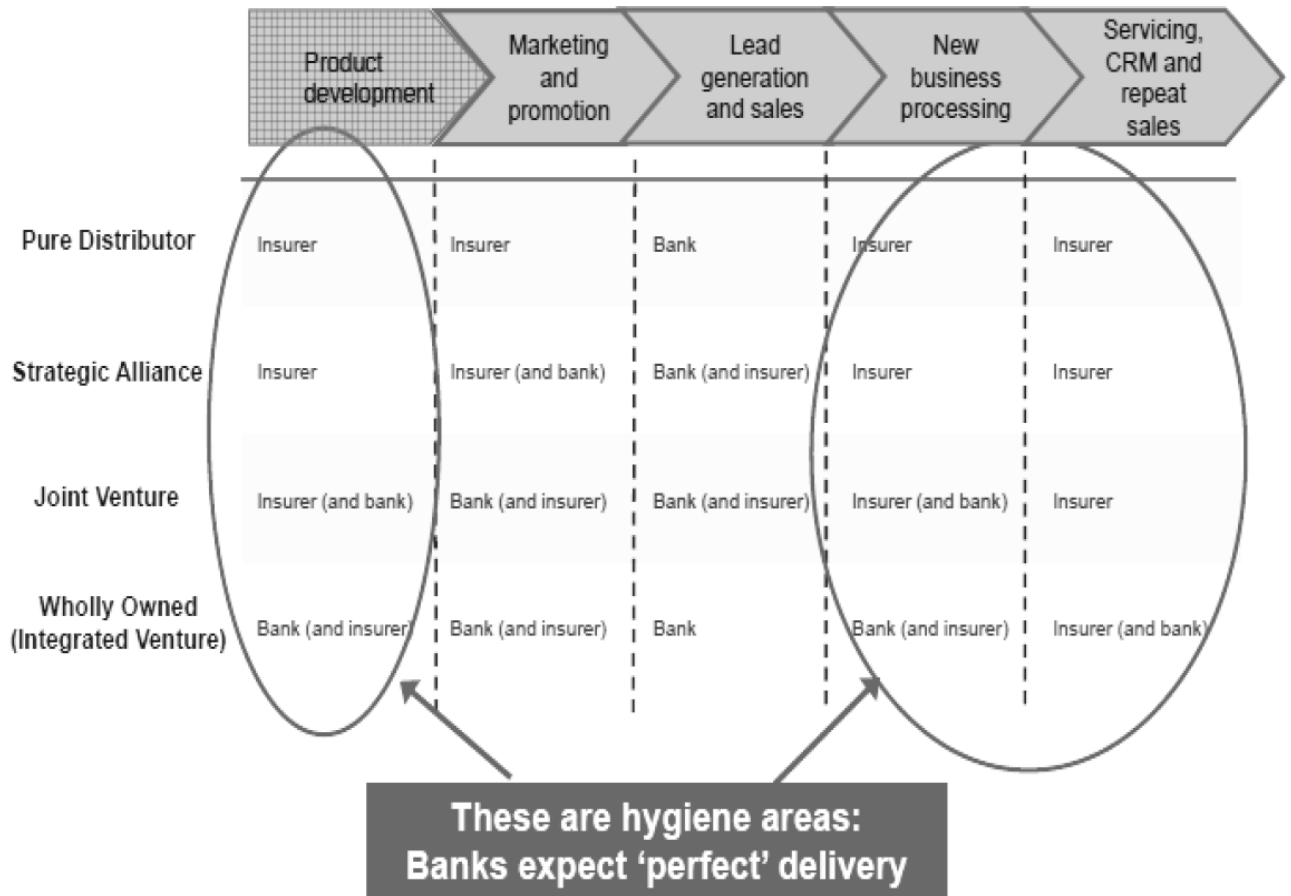 Product
development
Marketing
and
promotion
Lead
generation
and sales
New
business
processing
Servicing,
CRM and
repeat
sales
Pure Distributor
Insurer
Insurer
Bank
Insurer
Insurer
Strategic Alliance
Insurer
Insurer (and bank)
Bank (and insurer)
Insurer
Insurer
Joint Venture
Insurer (and bank)
Bank (and insurer)
Bank (and insurer)
Insurer (and bank)
Insurer
Wholly Owned
(Integrated Venture)
Bank (and insurer)
Bank (and insurer)
Bank
Bank (and insurer)
Insurer (and bank)
These are hygiene areas:
Banks expect ‘perfect’ delivery